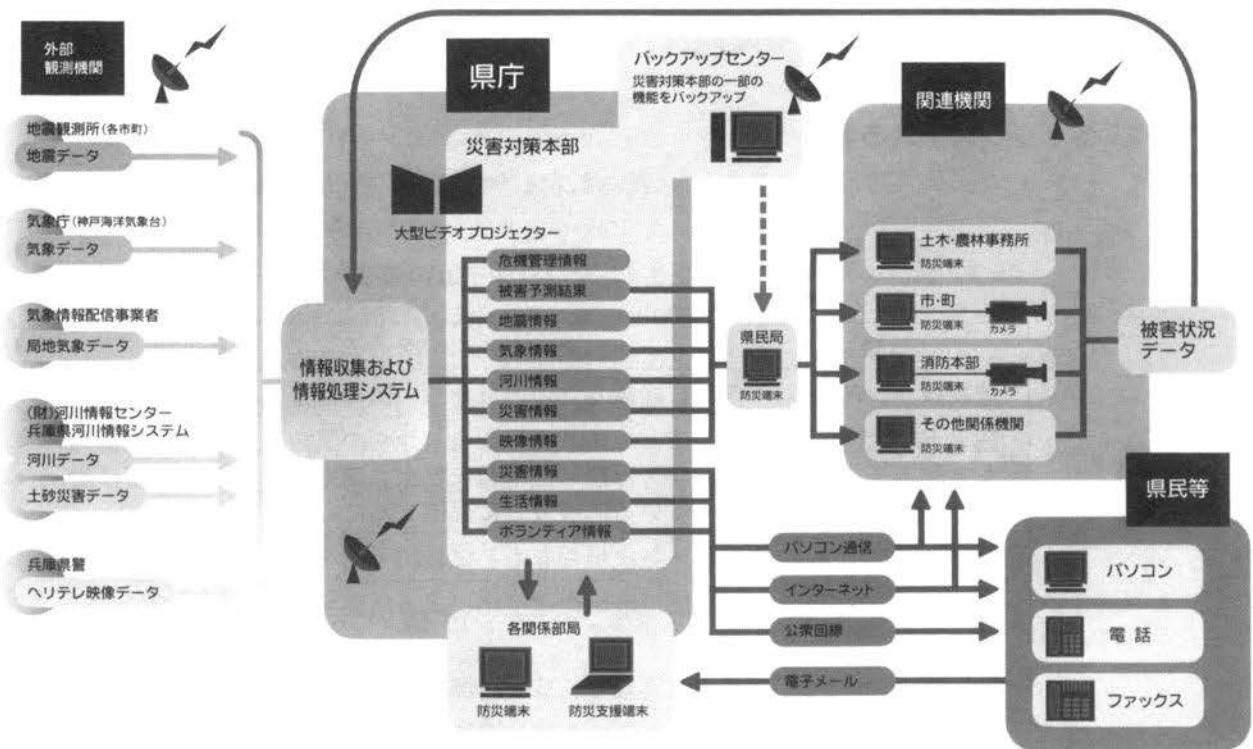 外部
観測機関
地震観測所(各市町)
地震データ
気象庁(神戸海洋気象台)
気象データ
気象情報配信事業者
局地気象データ
(財)河川情報センター
兵庫県河川情報システム
河川データ
土砂災害データ
兵庫県警
ヘリテレ映像データ
県庁
災害対策本部
大型ビデオプロジェクター
情報収集および
情報処理システム
危機管理情報
被害予測結果
地震情報
気象情報
河川情報
災害情報
映像情報
災害情報
生活情報
ボランティア情報
各関係部局
防災端末
防災支援端末
バックアップセンター
災害対策本部の一部の
機能をバックアップ
県民局
防災端末
関連機関
土木・農林事務所
防災端末
市・町
防災端末
カメラ
消防本部
防災端末
カメラ
その他関係機関
防災端末
被害状況
データ
パソコン通信
インターネット
公衆回線
電子メール
県民等
パソコン
電話
ファックス